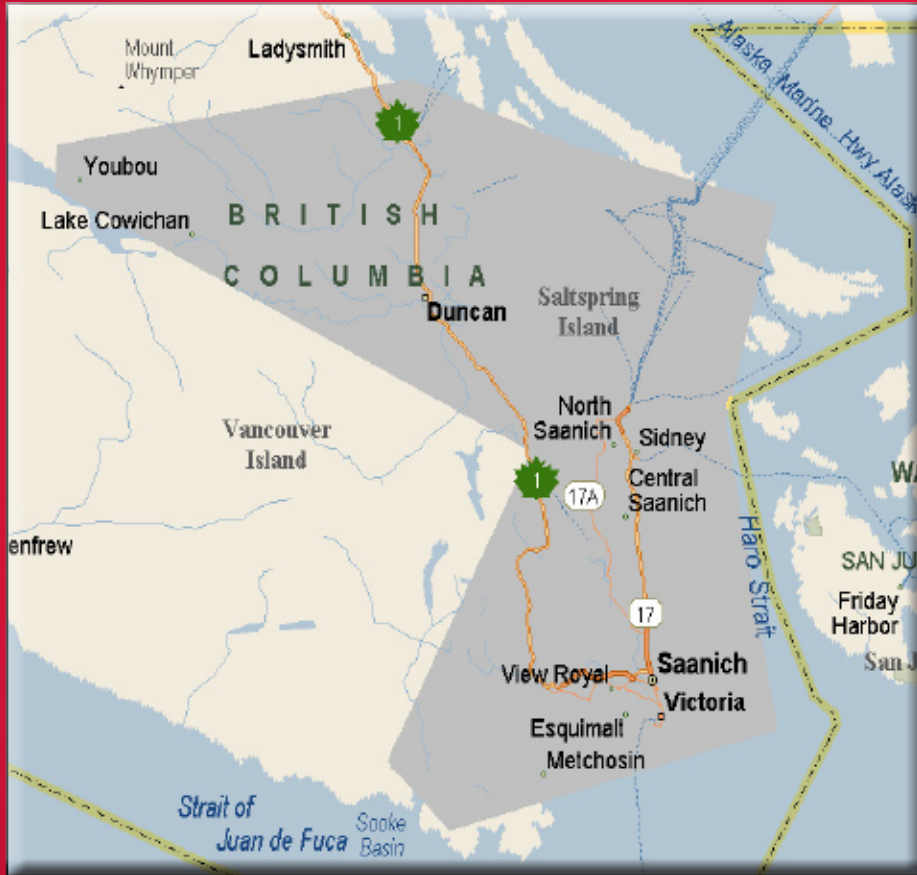 Ladysmith
Mount
Whymper
Alaska Marine Hwy Alask
1
Youbou
Lake Cowichan
BRITISH
COLUMBIA
Duncan
Saltspring
Island
North
Saanich
Sidney
Vancouver
Island
1
17A
Central
Saanich
WA
enfrew
Haro Strait
SAN JU
Friday
Harbor
San J
17
View Royal
Saanich
Victoria
Esquimalt
Metchosin
Strait of
Juan de Fuca
Sooke
Basin